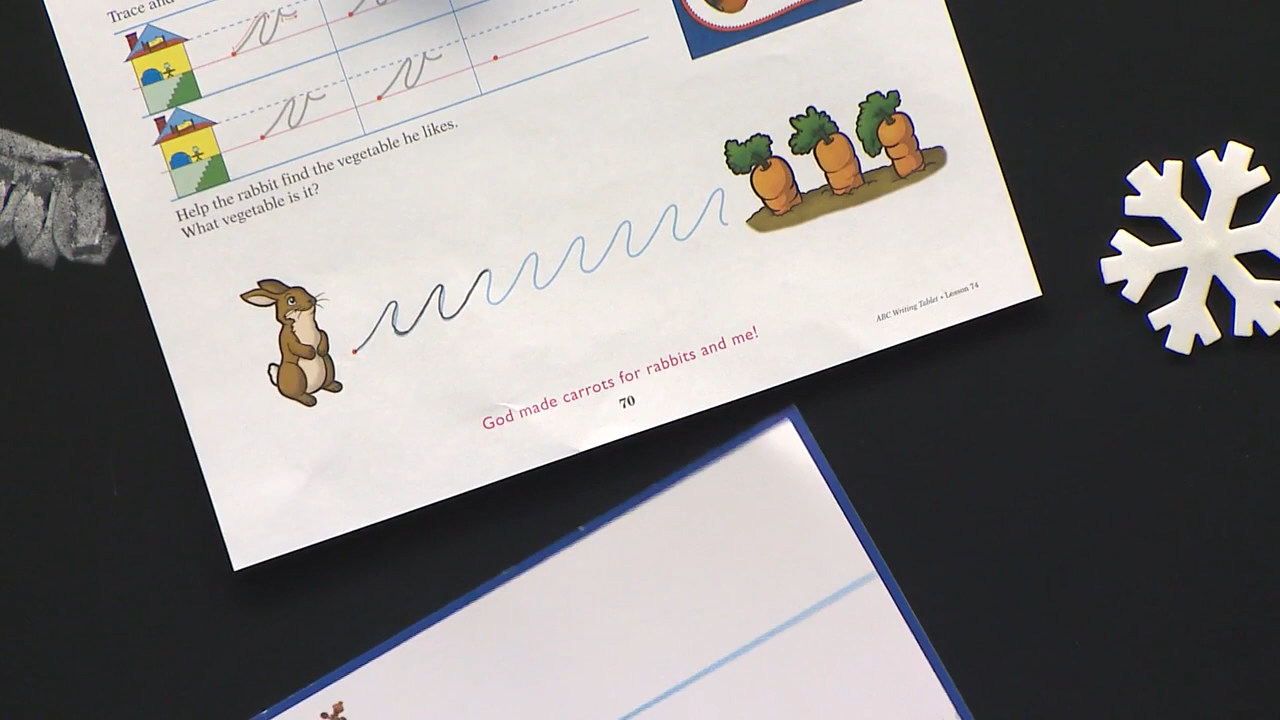 Trace and
v
v v
Help the rabbit find the vegetable he likes.
What vegetable is it?
ABC Writing Tablet • Lesson 74
God made carrots for rabbits and me!
70